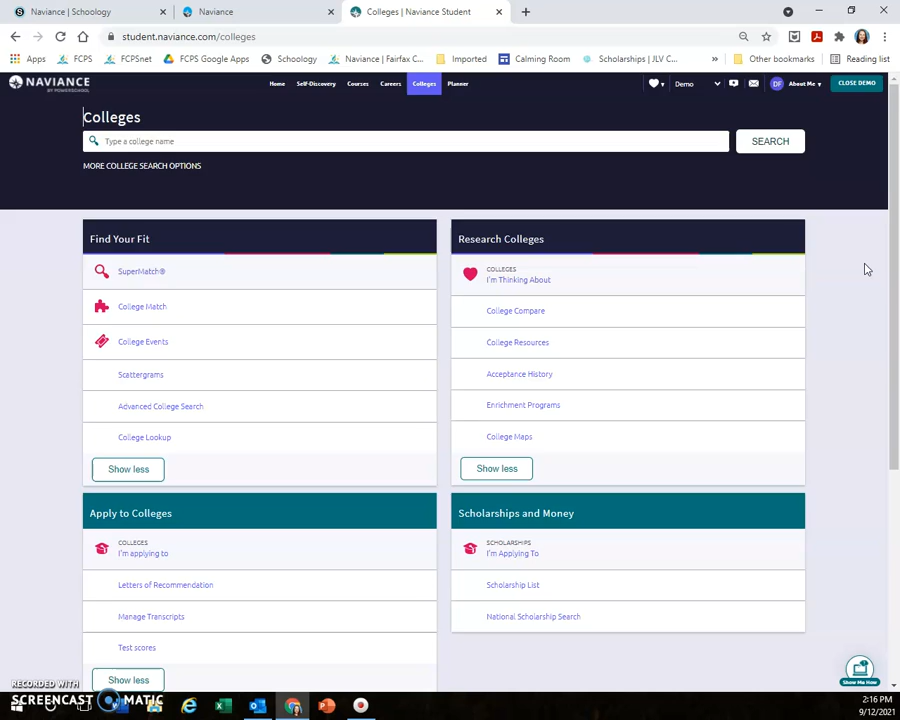 Naviance | Schoology
Naviance
Colleges | Naviance Student
student.naviance.com/colleges
Apps
FCPS
FCPSnet
FCPS Google Apps
Schoology
Naviance | Fairfax C...
Imported
Calming Room
Scholarships | JLV C...
»
Other bookmarks
Reading list
NAVIANCE
BY POWERSCHOOL
Home
Self-Discovery
Courses
Careers
Colleges
Planner
Demo
DF
About Me
CLOSE DEMO
Colleges
Type a college name
SEARCH
MORE COLLEGE SEARCH OPTIONS
Find Your Fit
SuperMatch®
College Match
College Events
Scattergrams
Advanced College Search
College Lookup
Show less
Research Colleges
COLLEGES
I'm Thinking About
College Compare
College Resources
Acceptance History
Enrichment Programs
College Maps
Show less
Apply to Colleges
COLLEGES
I'm applying to
Letters of Recommendation
Manage Transcripts
Test scores
Show less
Scholarships and Money
SCHOLARSHIPS
I'm Applying To
Scholarship List
National Scholarship Search
Show Me Now
RECORDED WITH
SCREENCAST MATIC
2:16 PM
9/12/2021